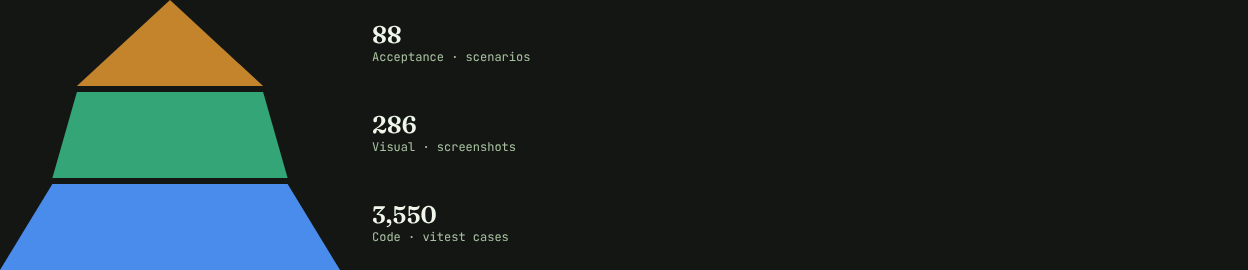 88
Acceptance · scenarios
286
Visual · screenshots
3,550
Code · vitest cases